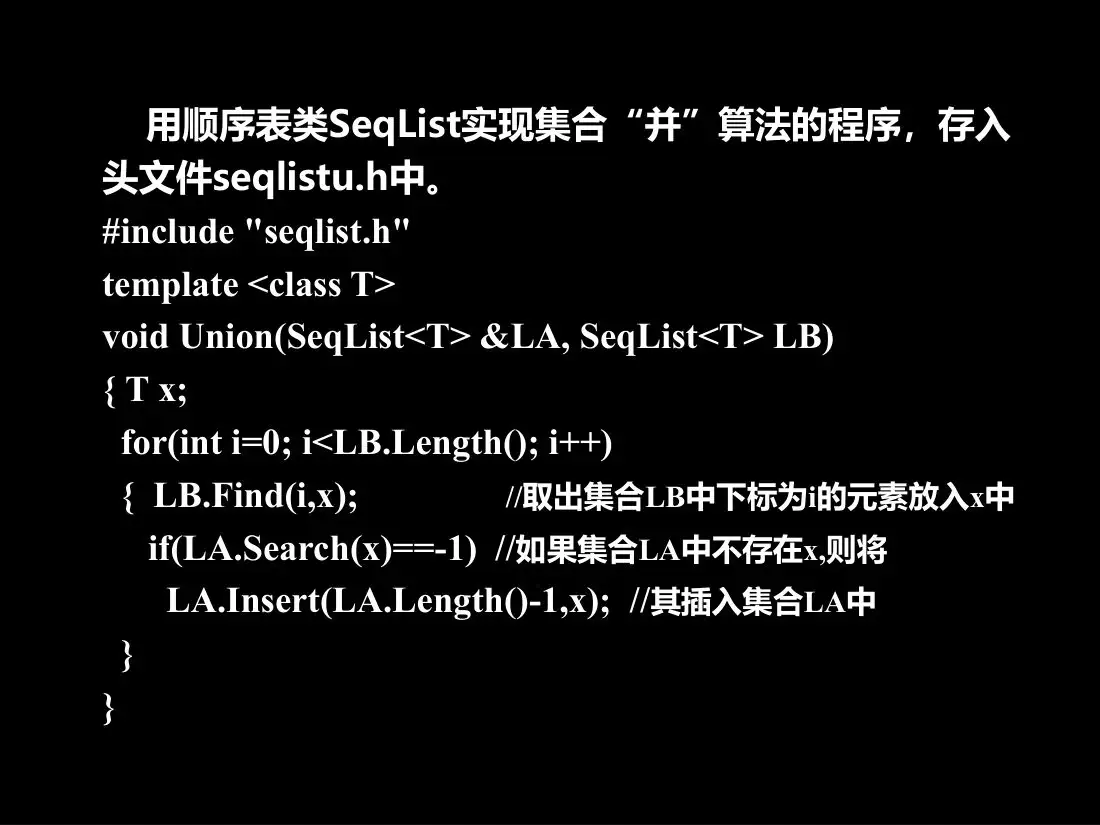 用顺序表类SeqList实现集合“并”算法的程序，存入
头文件seqlistu.h中。
#include "seqlist.h"
template <class T>
void Union(SeqList<T> &LA, SeqList<T> LB)
{ T x;
for(int i=0; i<LB.Length(); i++)
{ LB.Find(i,x); //取出集合LB中下标为i的元素放入x中
if(LA.Search(x)==-1) //如果集合LA中不存在x,则将
LA.Insert(LA.Length()-1,x); //其插入集合LA中
}
}